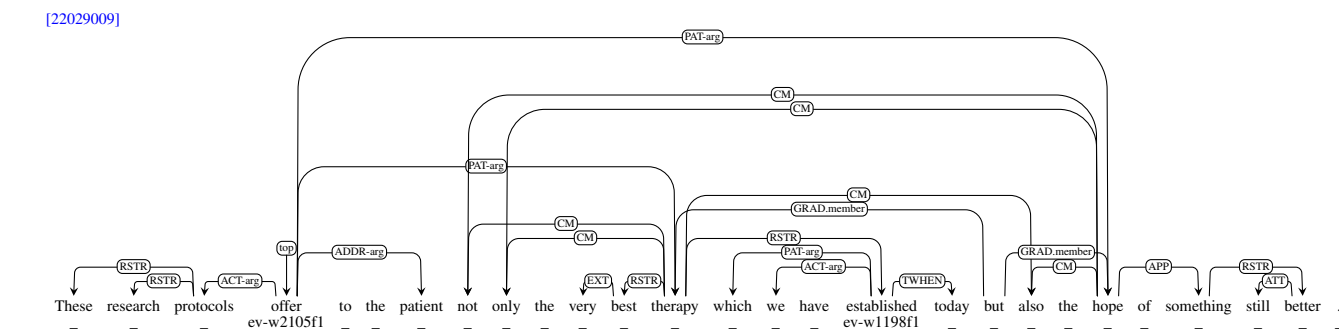 [22029009]
PAT-arg
CM
CM
PAT-arg
CM
GRAD.member
CM
CM RSTR
top ADDR-arg PAT-arg GRAD.member
RSTR ACT-arg CM APP RSTR
RSTR ACT-arg EXT RSTR TWHEN ATT
These research protocols offer to the patient not only the very best therapy which we have established today but also the hope of something still better
_ _ _ ev-w2105f1 _ _ _ _ _ _ _ _ _ _ _ _ ev-w1198f1 _ _ _ _ _ _ _ _ _